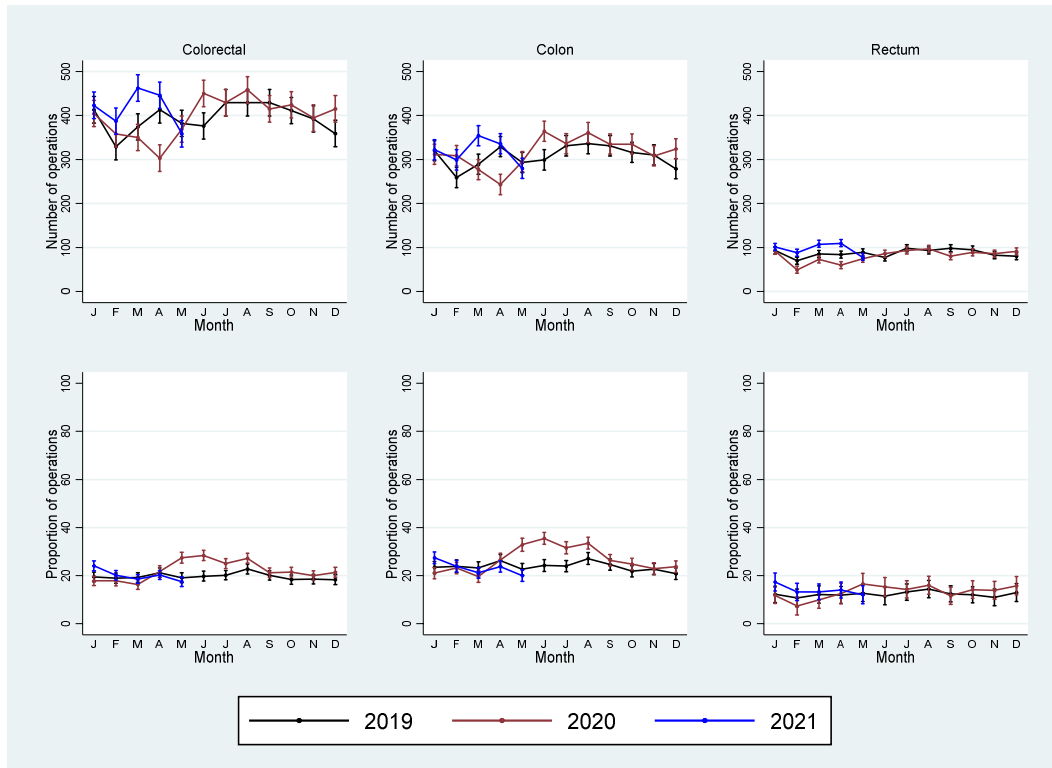 Colorectal
Colon
Rectum
Number of operations
0 100 200 300 400 500
J F M A M J J A S O N D
Month
Number of operations
0 100 200 300 400 500
J F M A M J J A S O N D
Month
Number of operations
0 100 200 300 400 500
J F M A M J J A S O N D
Month
Proportion of operations
0 20 40 60 80 100
J F M A M J J A S O N D
Month
Proportion of operations
0 20 40 60 80 100
J F M A M J J A S O N D
Month
Proportion of operations
0 20 40 60 80 100
J F M A M J J A S O N D
Month
2019 2020 2021